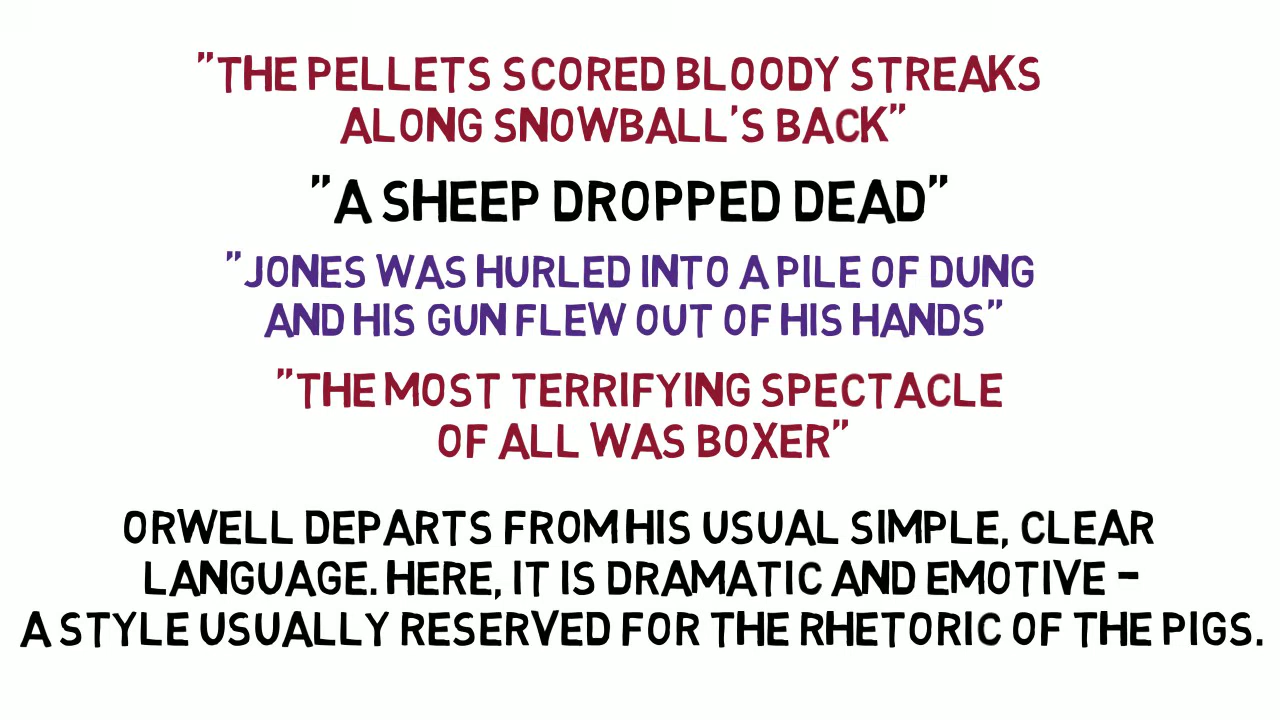 "THE PELLETS SCORED BLOODY STREAKS
ALONG SNOWBALL'S BACK"
"A SHEEP DROPPED DEAD"
"JONES WAS HURLED INTO A PILE OF DUNG
AND HIS GUN FLEW OUT OF HIS HANDS"
"THE MOST TERRIFYING SPECTACLE
OF ALL WAS BOXER"
ORWELL DEPARTS FROM HIS USUAL SIMPLE, CLEAR
LANGUAGE. HERE, IT IS DRAMATIC AND EMOTIVE -
A STYLE USUALLY RESERVED FOR THE RHETORIC OF THE PIGS.